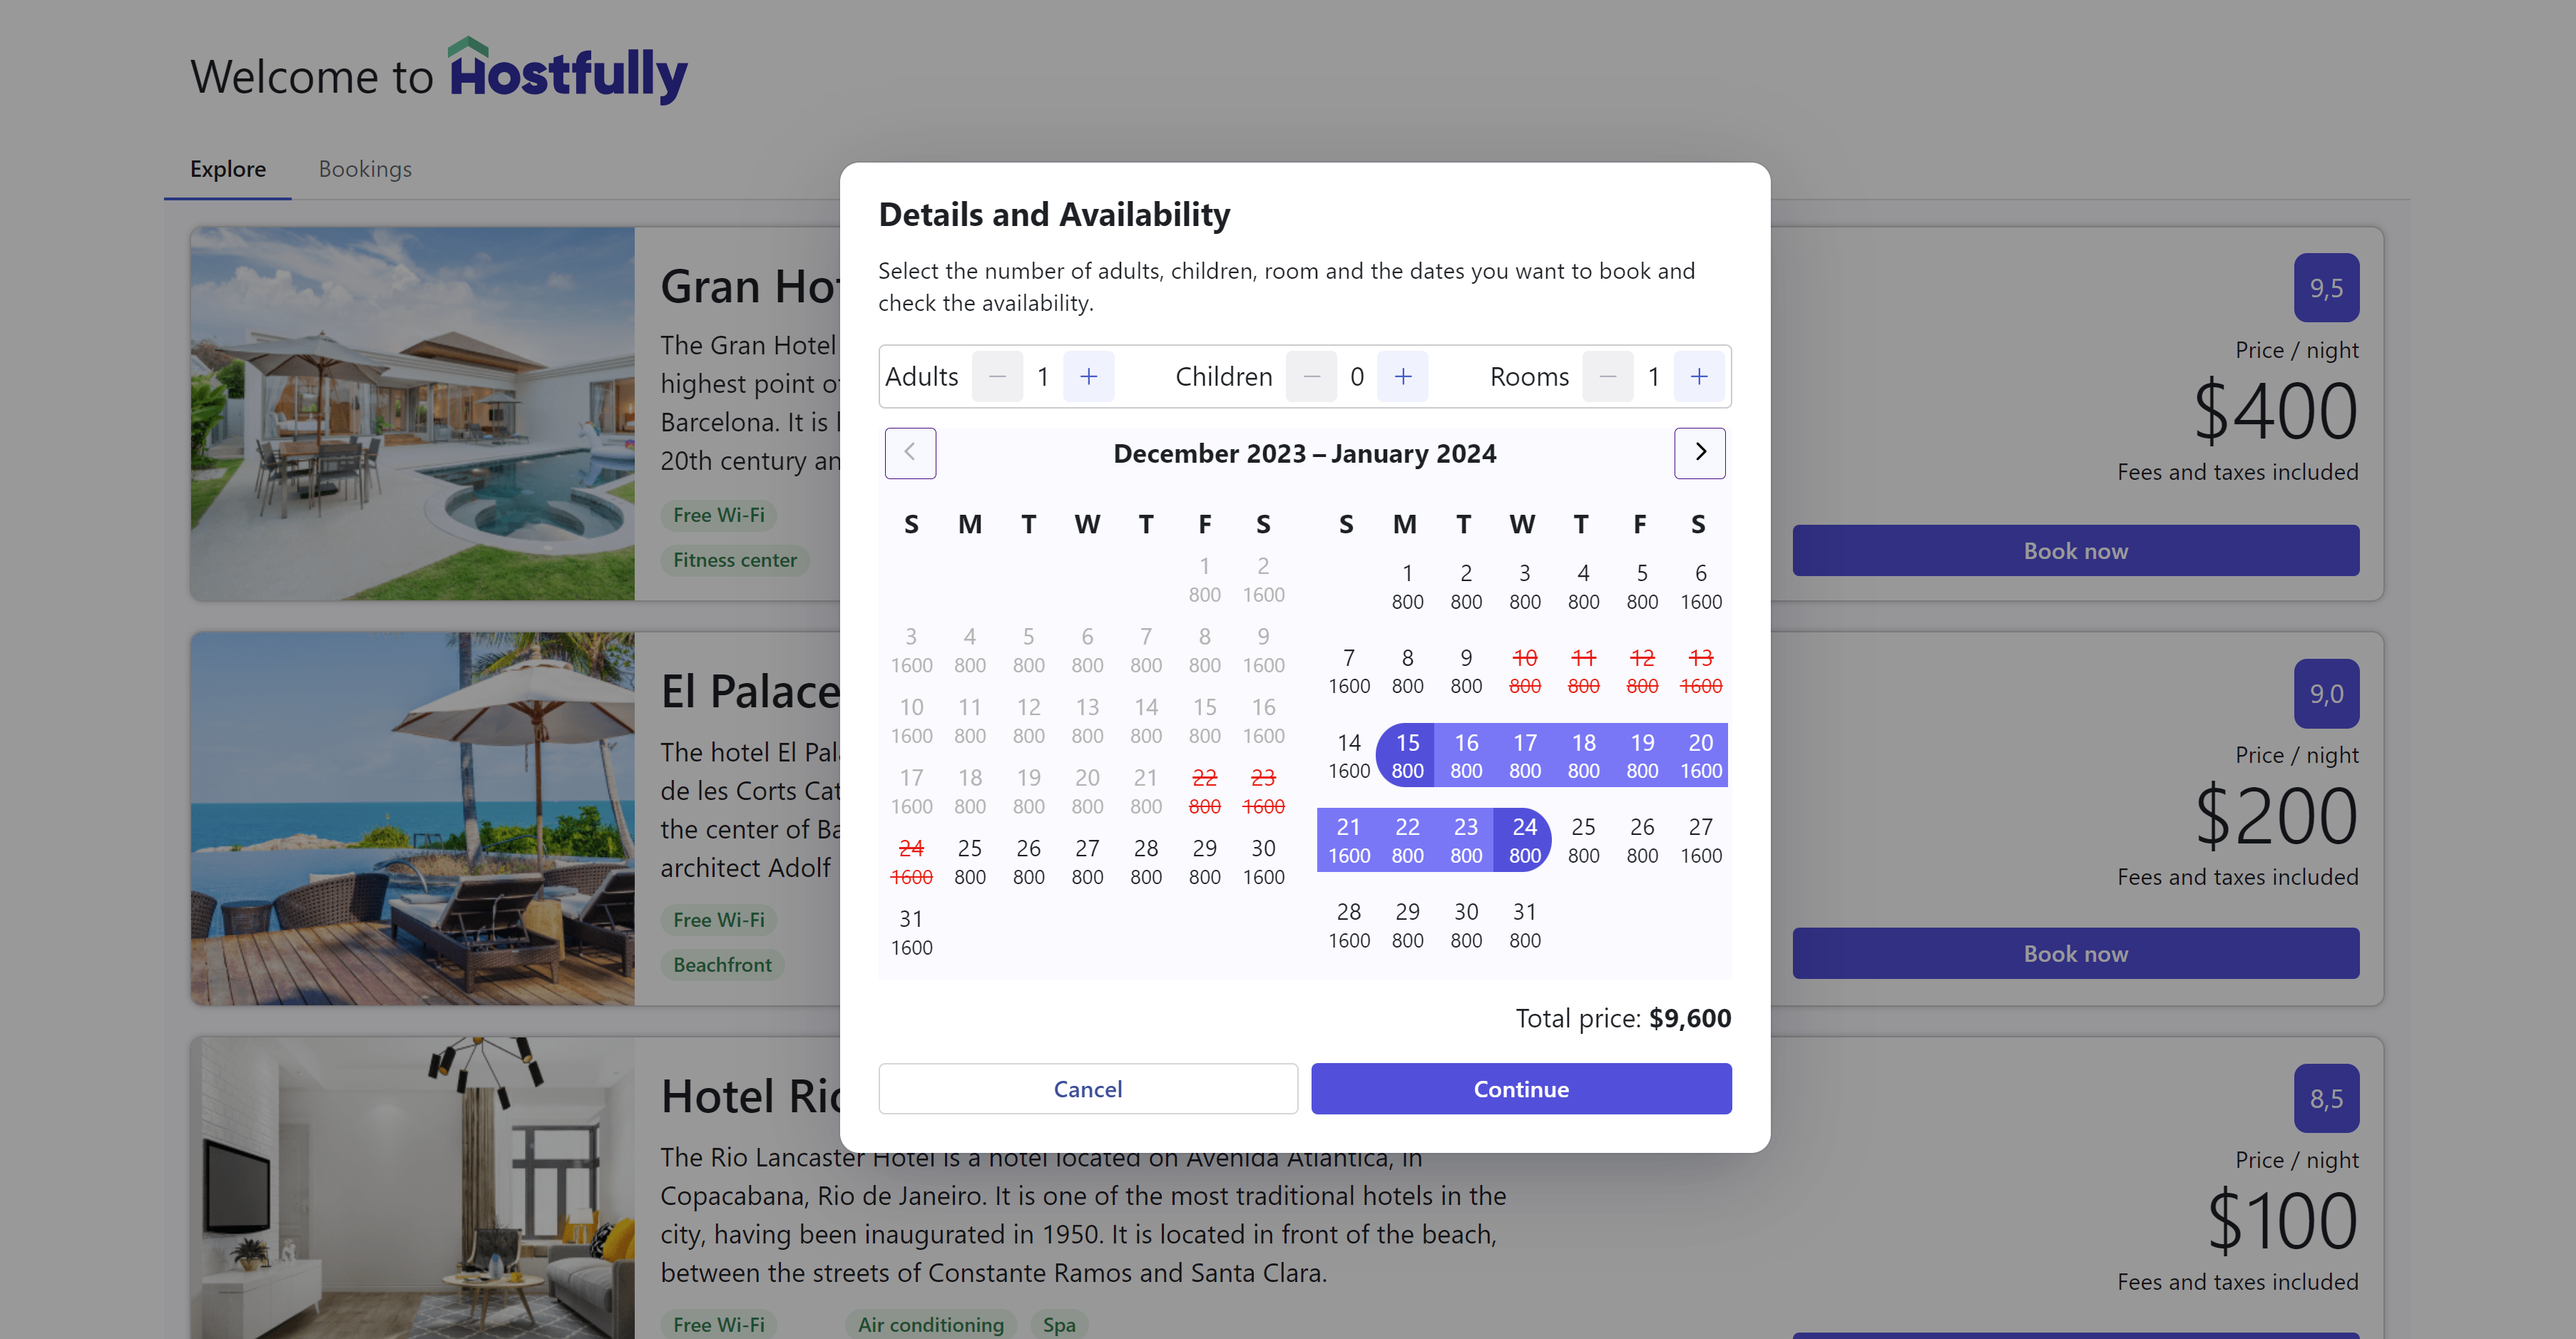 Welcome to Hostfully
Explore Bookings
Gran Ho
The Gran Hotel
highest point o
Barcelona. It is
20th century an
Free Wi-Fi
Fitness center
9,5
Price / night
$400
Fees and taxes included
Book now
El Palace
The hotel El Pal
de les Corts Cat
the center of Ba
architect Adolf
Free Wi-Fi
Beachfront
9,0
Price / night
$200
Fees and taxes included
Book now
Hotel Rio
The Rio Lancaster Hotel is a hotel located on Avenida Atlântica, in
Copacabana, Rio de Janeiro. It is one of the most traditional hotels in the
city, having been inaugurated in 1950. It is located in front of the beach,
between the streets of Constante Ramos and Santa Clara.
Free Wi-Fi Air conditioning Spa
8,5
Price / night
$100
Fees and taxes included
Details and Availability
Select the number of adults, children, room and the dates you want to book and
check the availability.
Adults − 1 + Children − 0 + Rooms − 1 +
December 2023 – January 2024
S M T W T F S
1 2
800 1600
3 4 5 6 7 8 9
1600 800 800 800 800 800 1600
10 11 12 13 14 15 16
1600 800 800 800 800 800 1600
17 18 19 20 21 22 23
1600 800 800 800 800 800 1600
24 25 26 27 28 29 30
1600 800 800 800 800 800 1600
31
1600
S M T W T F S
1 2 3 4 5 6
800 800 800 800 800 1600
7 8 9 10 11 12 13
1600 800 800 800 800 800 1600
14 15 16 17 18 19 20
1600 800 800 800 800 800 1600
21 22 23 24 25 26 27
1600 800 800 800 800 800 1600
28 29 30 31
1600 800 800 800
Total price: $9,600
Cancel Continue